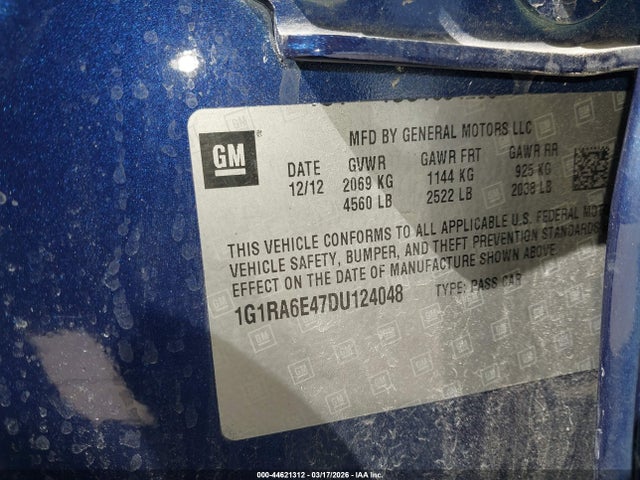 GM
MFD BY GENERAL MOTORS LLC
DATE GVWR GAWR FRT GAWR RR
12/12 2069 KG 1144 KG 925 KG
4560 LB 2522 LB 2038 LB
THIS VEHICLE CONFORMS TO ALL APPLICABLE U.S. FEDERAL
VEHICLE SAFETY, BUMPER, AND THEFT PREVENTION STANDARDS
EFFECT ON THE DATE OF MANUFACTURE SHOWN ABOVE.
1G1RA6E47DU124048 TYPE: PASS CAR
000-44621312 - 03/17/2026 - IAA Inc.